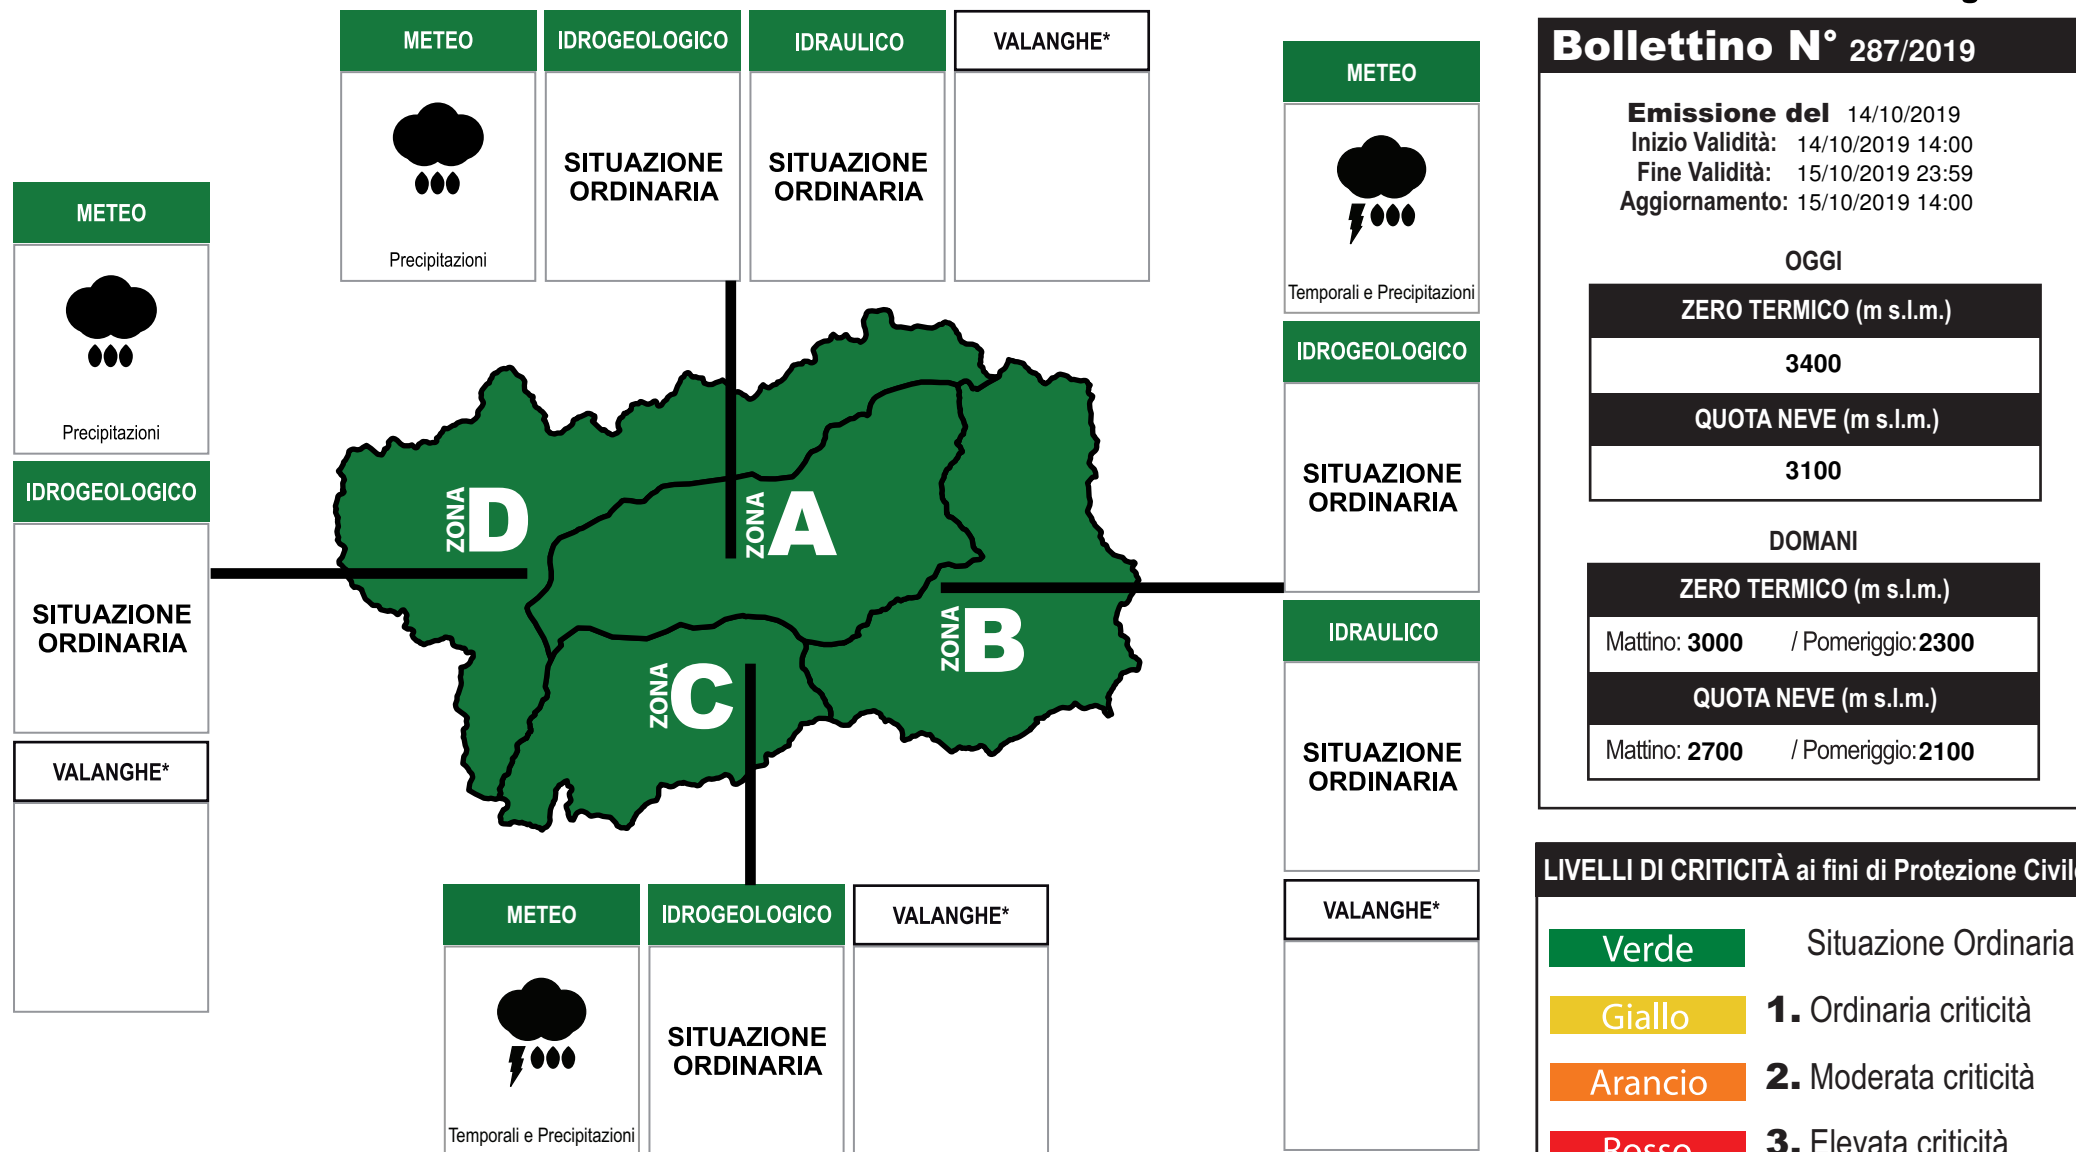 METEO
IDROGEOLOGICO
IDRAULICO
VALANGHE*
Precipitazioni
SITUAZIONE
ORDINARIA
SITUAZIONE
ORDINARIA
METEO
Precipitazioni
IDROGEOLOGICO
SITUAZIONE
ORDINARIA
VALANGHE*
ZONA D
ZONA A
ZONA B
ZONA C
METEO
Temporali e Precipitazioni
IDROGEOLOGICO
SITUAZIONE
ORDINARIA
IDRAULICO
SITUAZIONE
ORDINARIA
VALANGHE*
METEO
IDROGEOLOGICO
VALANGHE*
Temporali e Precipitazioni
SITUAZIONE
ORDINARIA
Bollettino N° 287/2019
Emissione del 14/10/2019
Inizio Validità: 14/10/2019 14:00
Fine Validità: 15/10/2019 23:59
Aggiornamento: 15/10/2019 14:00
OGGI
ZERO TERMICO (m s.l.m.)
3400
QUOTA NEVE (m s.l.m.)
3100
DOMANI
ZERO TERMICO (m s.l.m.)
Mattino: 3000 / Pomeriggio: 2300
QUOTA NEVE (m s.l.m.)
Mattino: 2700 / Pomeriggio: 2100
LIVELLI DI CRITICITÀ ai fini di Protezione Civile
Verde Situazione Ordinaria
Giallo 1. Ordinaria criticità
Arancio 2. Moderata criticità
Rosso 3. Elevata criticità